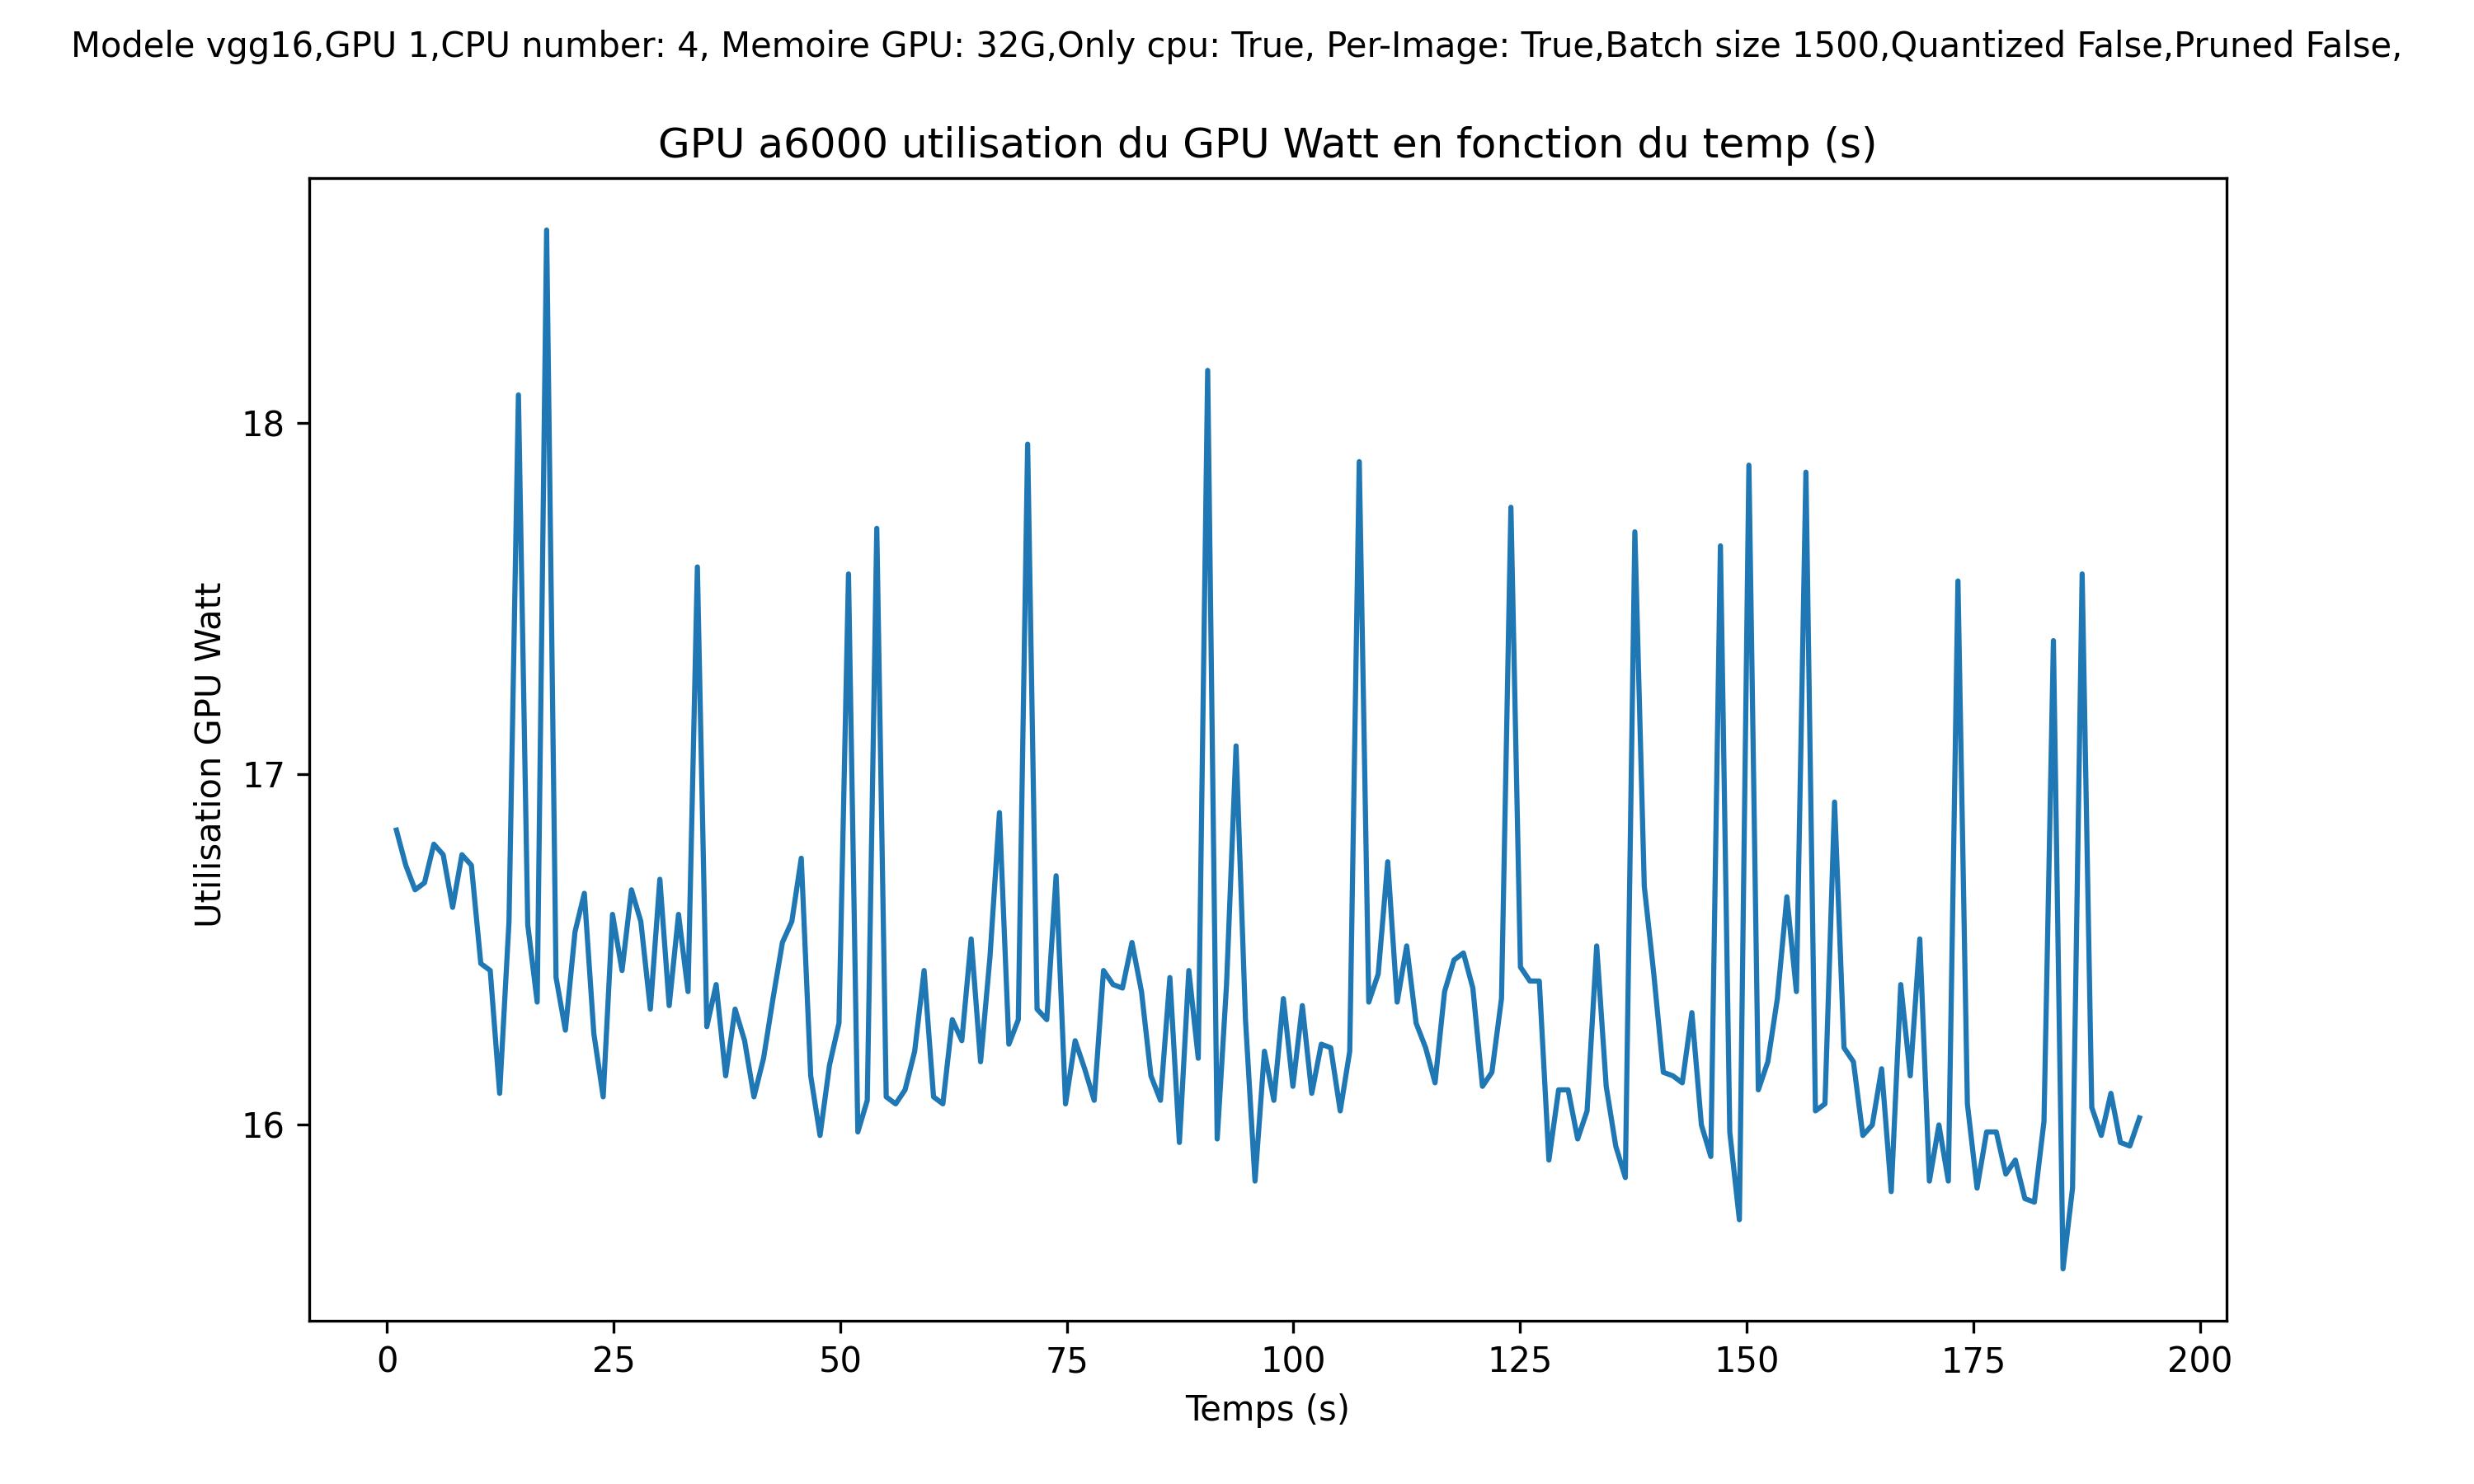 Modele vgg16,GPU 1,CPU number: 4, Memoire GPU: 32G,Only cpu: True, Per-Image: True,Batch size 1500,Quantized False,Pruned False,
GPU a6000 utilisation du GPU Watt en fonction du temp (s)
Utilisation GPU Watt
18
17
16
0 25 50 75 100 125 150 175 200
Temps (s)